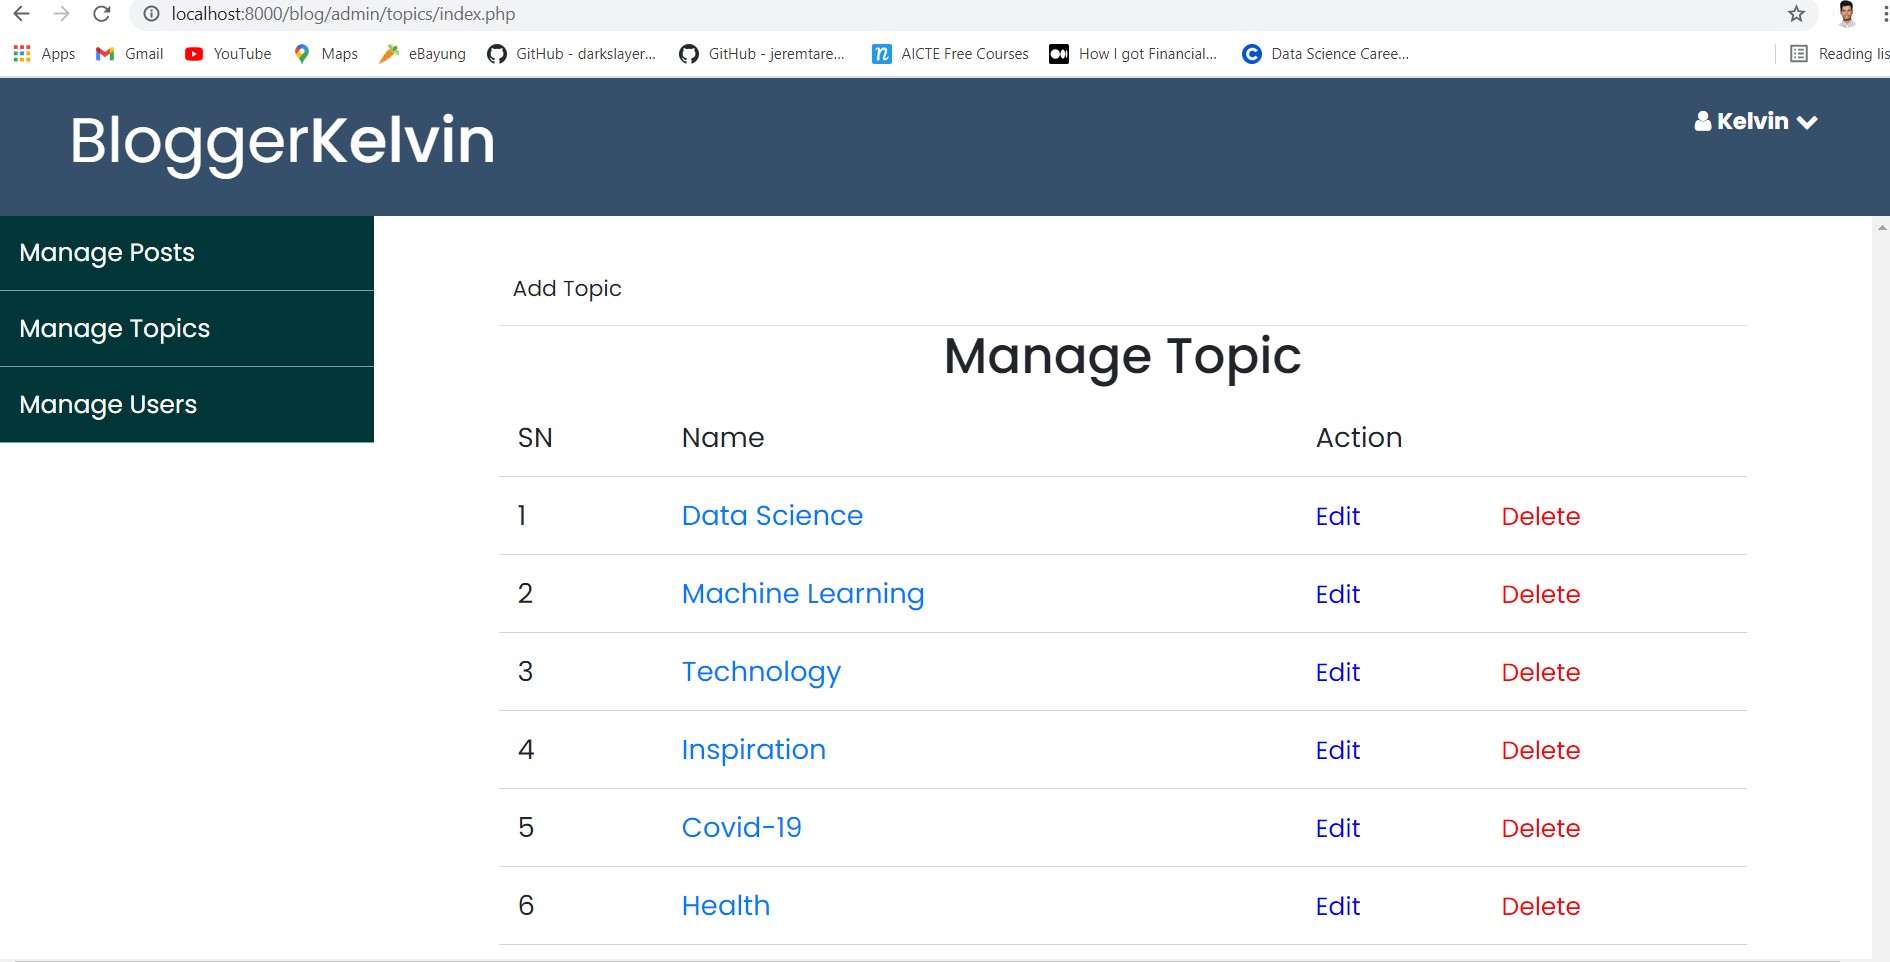 localhost:8000/blog/admin/topics/index.php
Apps Gmail YouTube Maps eBayung GitHub - darkslayer... GitHub - jeremtare... AICTE Free Courses How I got Financial... Data Science Caree... Reading lis
BloggerKelvin
Kelvin
Manage Posts
Manage Topics
Manage Users
Add Topic
Manage Topic
SN Name Action
1 Data Science Edit Delete
2 Machine Learning Edit Delete
3 Technology Edit Delete
4 Inspiration Edit Delete
5 Covid-19 Edit Delete
6 Health Edit Delete